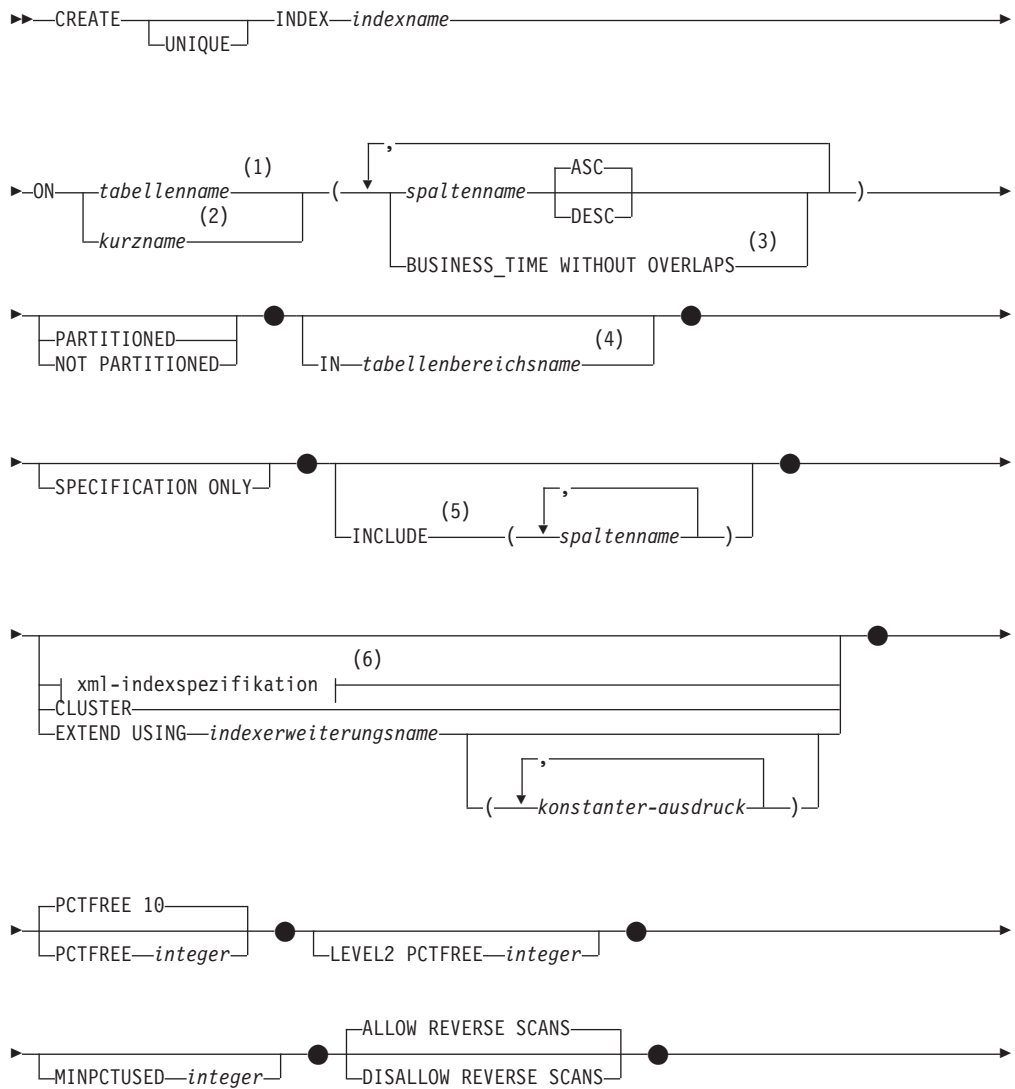 CREATE INDEX indexname
UNIQUE
,
(1) ASC
ON tabellenname ( spaltenname )
(2) DESC
kurzname (3)
BUSINESS_TIME WITHOUT OVERLAPS
PARTITIONED (4)
NOT PARTITIONED IN tabellenbereichsname
SPECIFICATION ONLY ,
(5)
INCLUDE ( spaltenname )
(6)
xml-indexspezifikation
CLUSTER
EXTEND USING indexerweiterungsname
,
( konstanter-ausdruck )
PCTFREE 10
PCTFREE integer LEVEL2 PCTFREE integer
ALLOW REVERSE SCANS
MINPCTUSED integer DISALLOW REVERSE SCANS